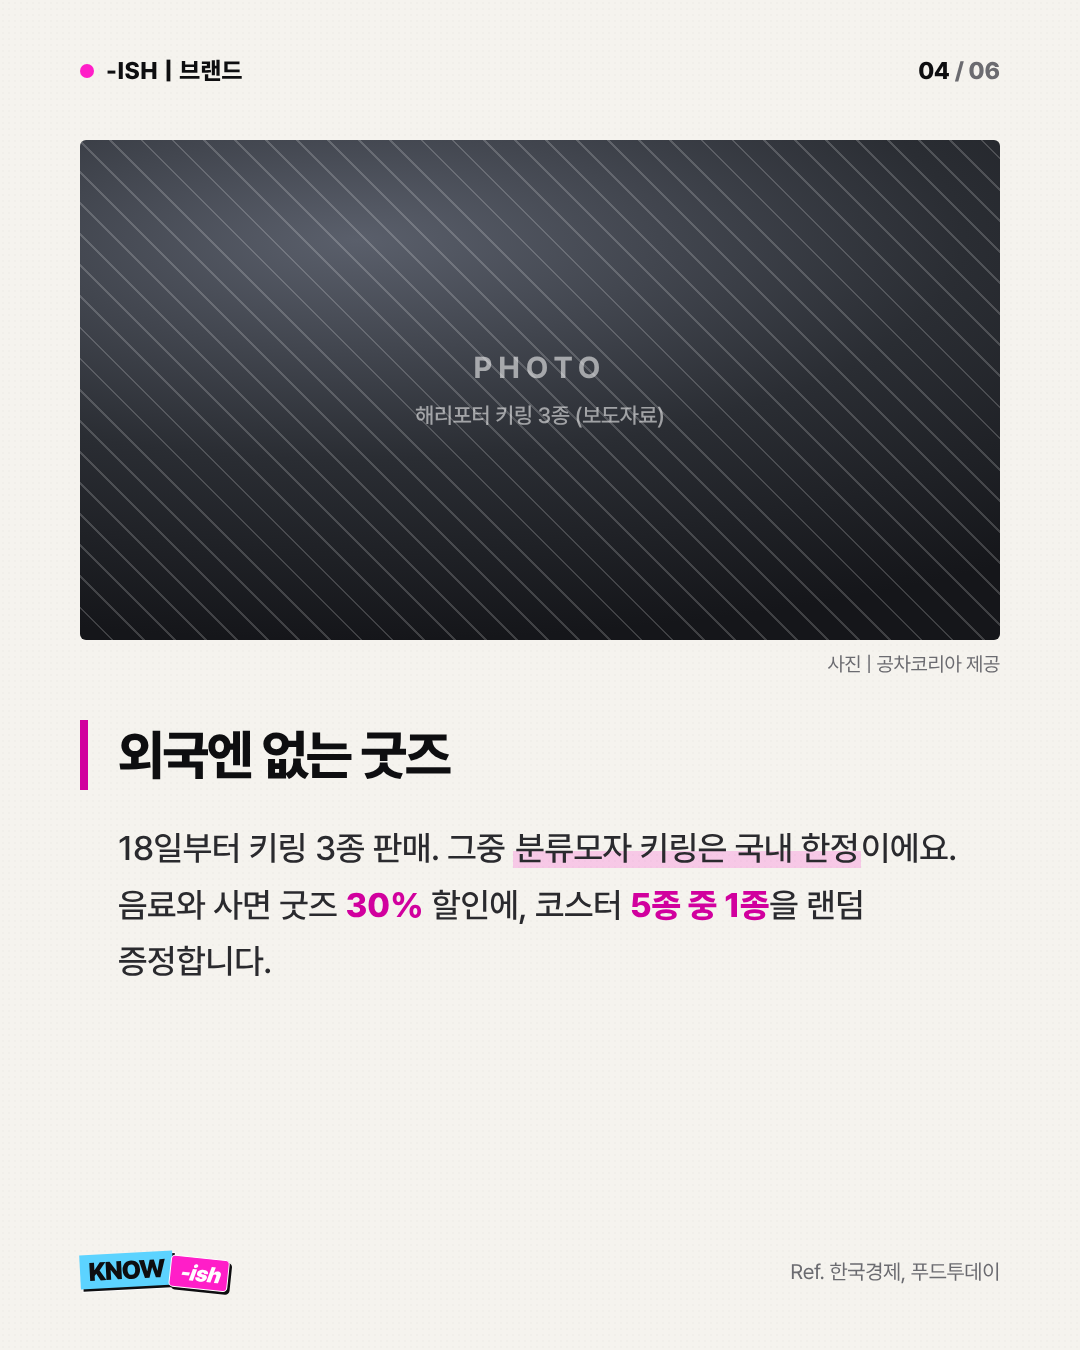 -ISH | 브랜드
04 / 06
PHOTO
해리포터 키링 3종 (보도자료)
사진 | 공차코리아 제공
외국엔 없는 굿즈
18일부터 키링 3종 판매. 그중 분류모자 키링은 국내 한정이에요.
음료와 사면 굿즈 30% 할인에, 코스터 5종 중 1종을 랜덤
증정합니다.
KNOW -ish
Ref. 한국경제, 푸드투데이